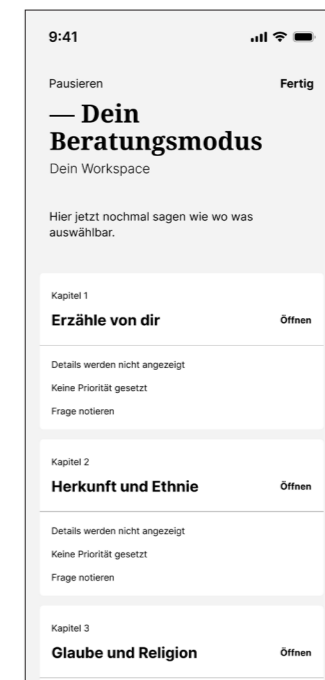 9:41
Pausieren Fertig
— Dein
Beratungsmodus
Dein Workspace
Hier jetzt nochmal sagen wie wo was
auswählbar.
Kapitel 1
Erzähle von dir Öffnen
Details werden nicht angezeigt
Keine Priorität gesetzt
Frage notieren
Kapitel 2
Herkunft und Ethnie Öffnen
Details werden nicht angezeigt
Keine Priorität gesetzt
Frage notieren
Kapitel 3
Glaube und Religion Öffnen